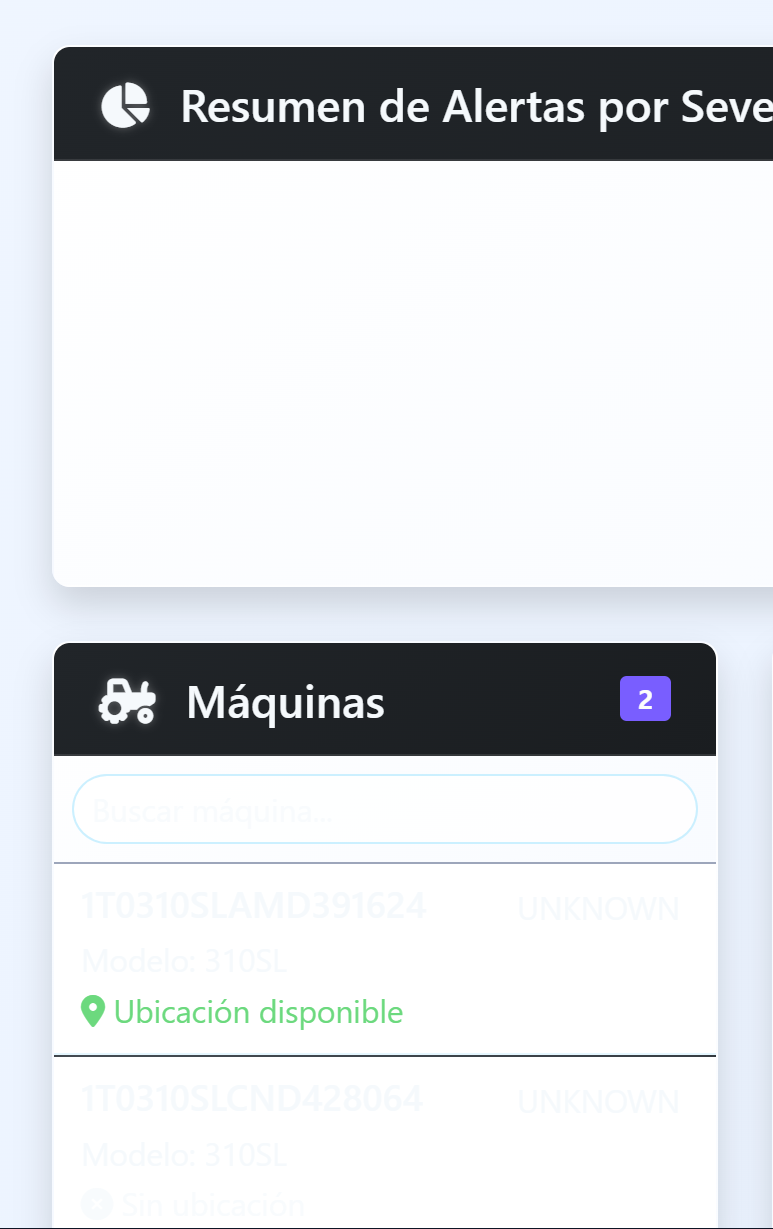 Resumen de Alertas por Seve
Máquinas 2
Buscar máquina...
1T0310SLAMD391624 UNKNOWN
Modelo: 310SL
Ubicación disponible
1T0310SLCND428064 UNKNOWN
Modelo: 310SL
Sin ubicación